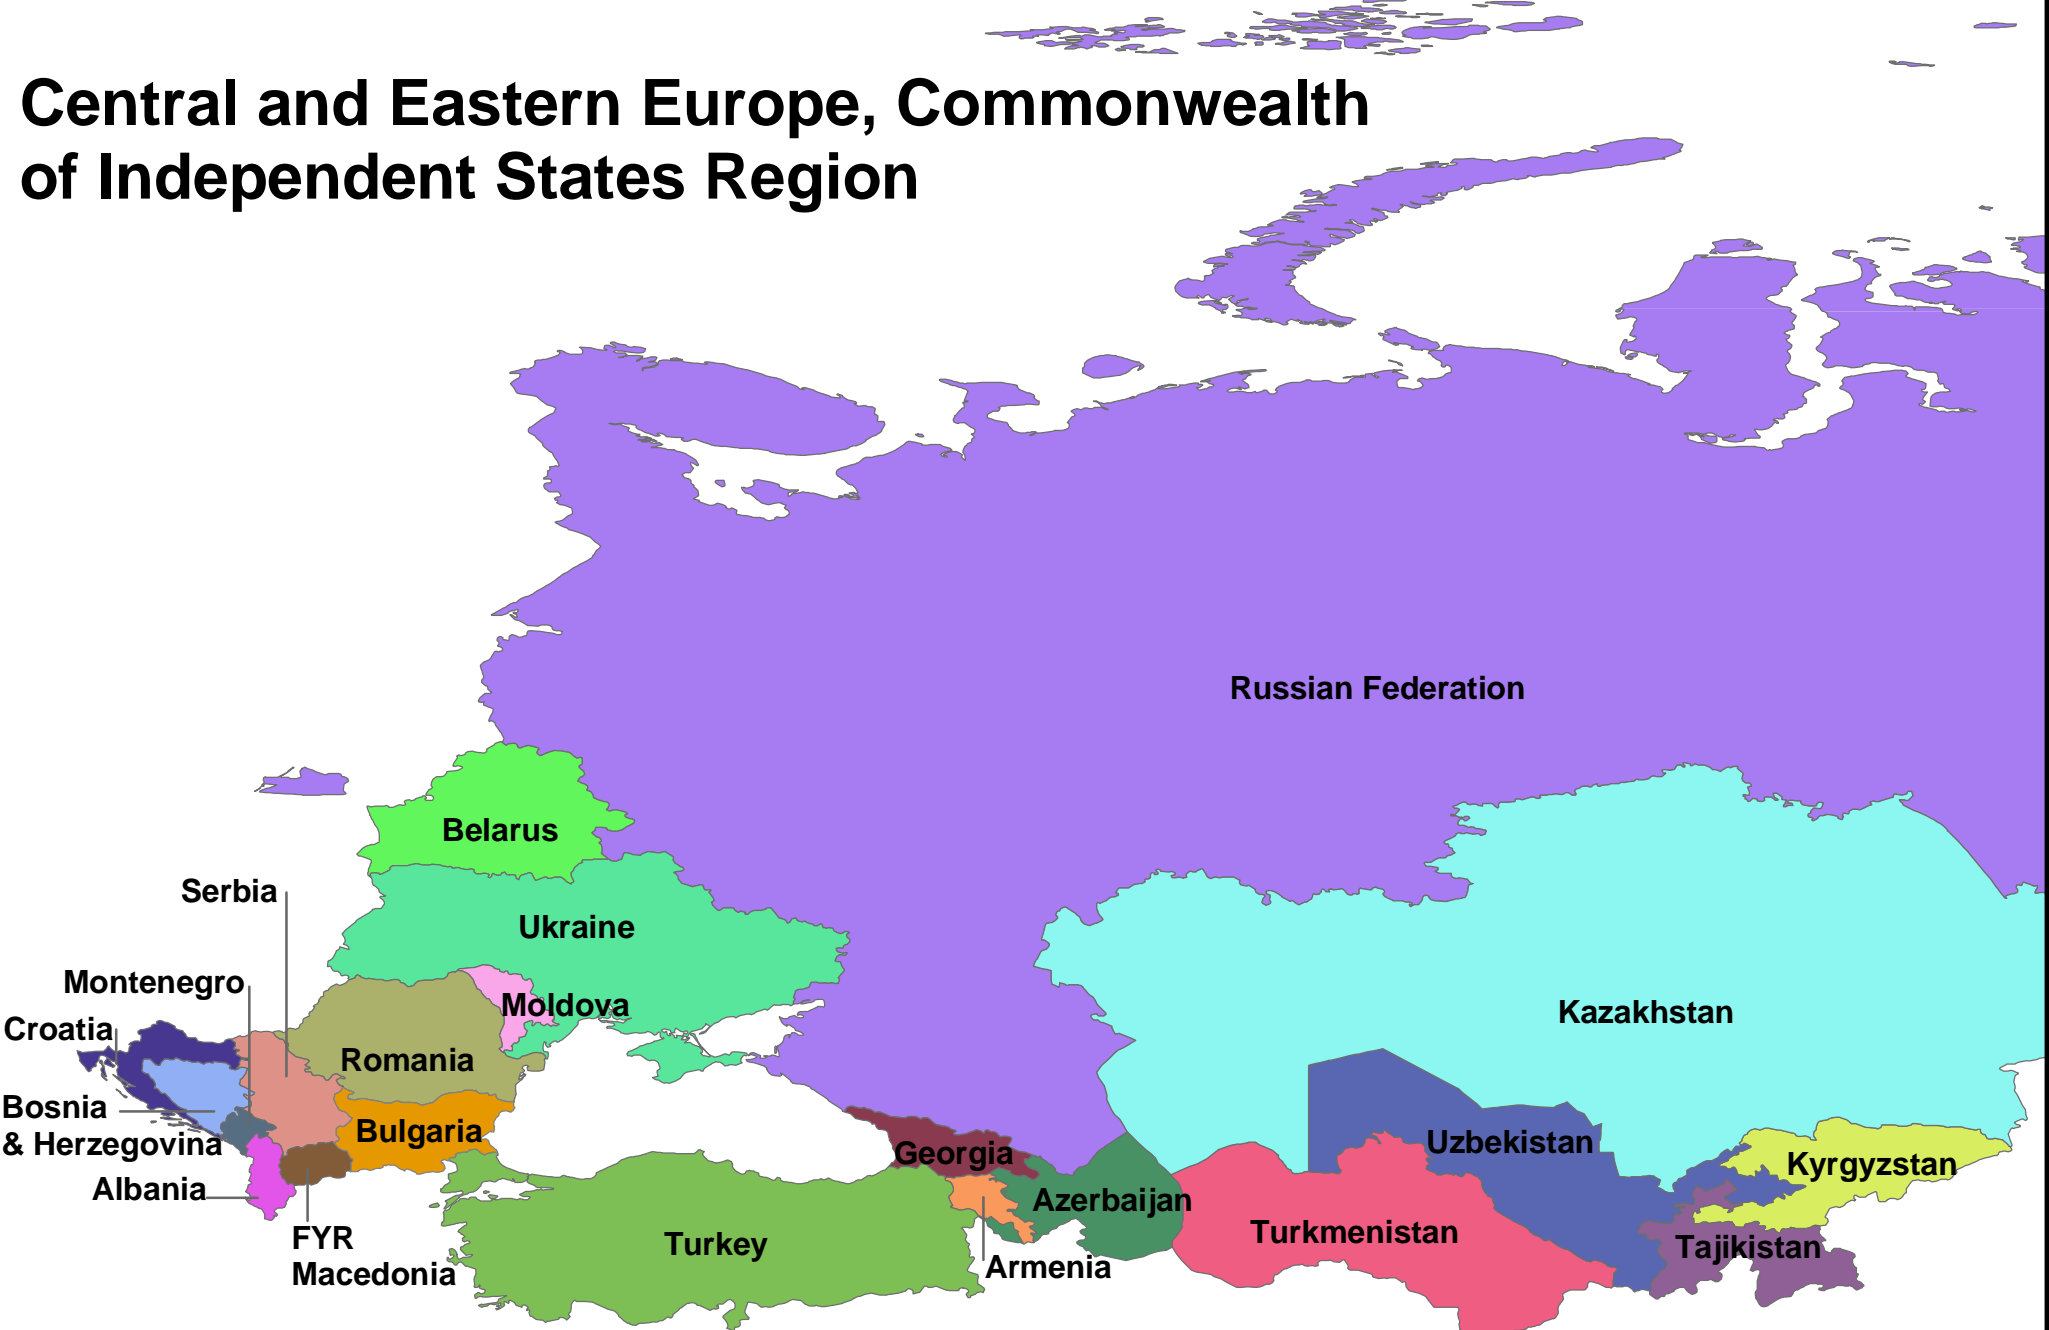 Central and Eastern Europe, Commonwealth
of Independent States Region
Russian Federation
Belarus
Serbia
Ukraine
Montenegro
Moldova
Kazakhstan
Croatia
Romania
Bosnia
& Herzegovina
Bulgaria
Georgia
Uzbekistan
Kyrgyzstan
Albania
Azerbaijan
FYR
Macedonia
Turkey
Armenia
Turkmenistan
Tajikistan